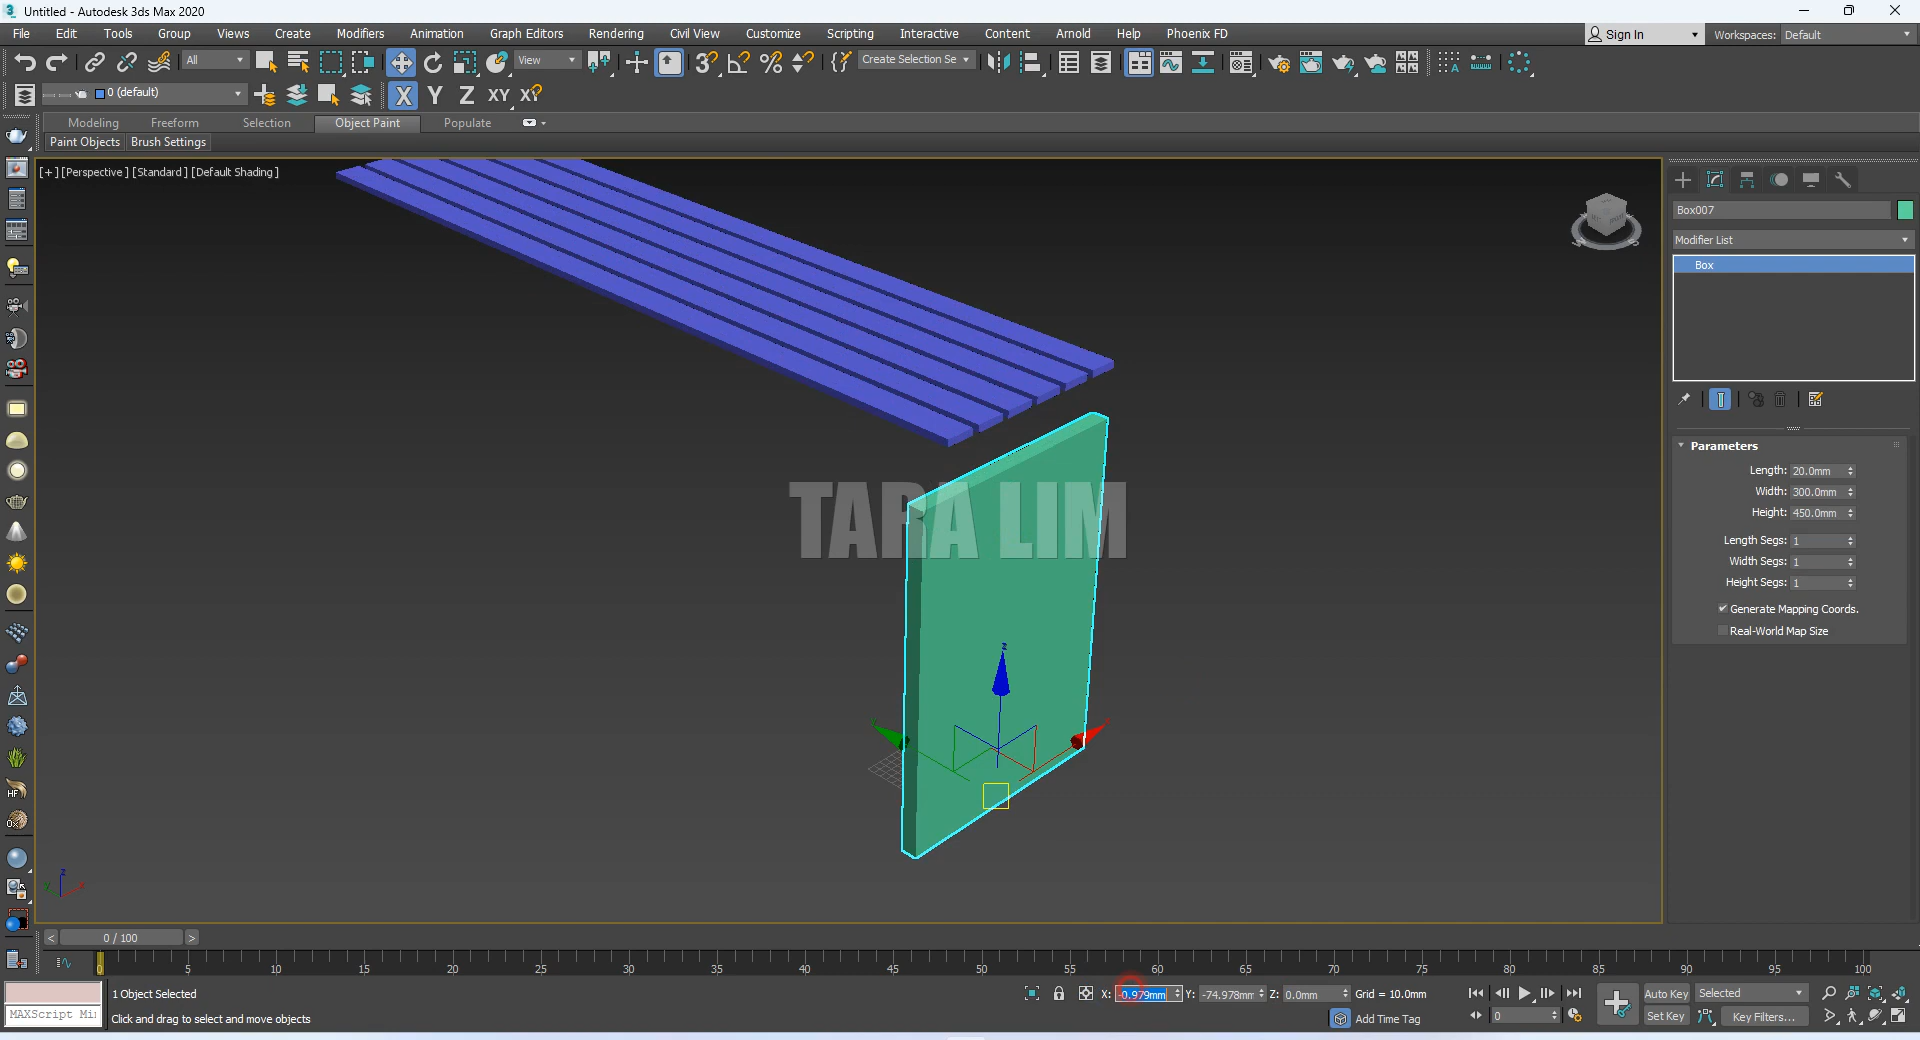 Untitled - Autodesk 3ds Max 2020
File Edit Tools Group Views Create Modifiers Animation Graph Editors Rendering Civil View Customize Scripting Interactive Content Arnold Help Phoenix FD Sign In Workspaces: Default
All View Create Selection Se
0 (default) X Y Z XY XY
Modeling Freeform Selection Object Paint Populate
Paint Objects Brush Settings
[+] [Perspective ] [Standard ] [Default Shading ]
Box007
Modifier List
Box
Parameters
Length: 20.0mm
Width: 300.0mm
Height: 450.0mm
Length Segs: 1
Width Segs: 1
Height Segs: 1
Generate Mapping Coords.
Real-World Map Size
TARA LIM
z
z
y x
< 0 / 100 >
0 5 10 15 20 25 30 35 40 45 50 55 60 65 70 75 80 85 90 95 100
1 Object Selected X: -0.979mm Y: -74.978mm Z: 0.0mm Grid = 10.0mm Auto Key Selected
MAXScript Mi Click and drag to select and move objects Add Time Tag 0 Set Key Key Filters...